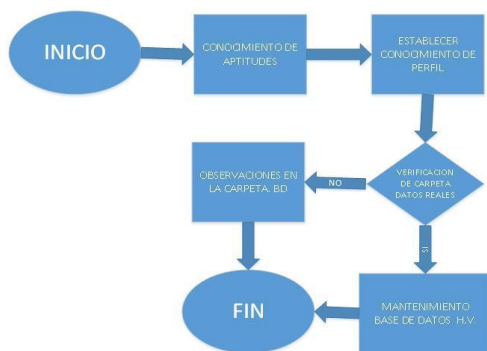 INICIO
CONOCIMIENTO DE
APTITUDES
ESTABLECER
CONOCIMIENTO DE
PERFIL
VERIFICACION
DE CARPETA.
DATOS REALES
NO
OBSERVACIONES EN
LA CARPETA. BD
SI
MANTENIMIENTO
BASE DE DATOS H.V.
FIN